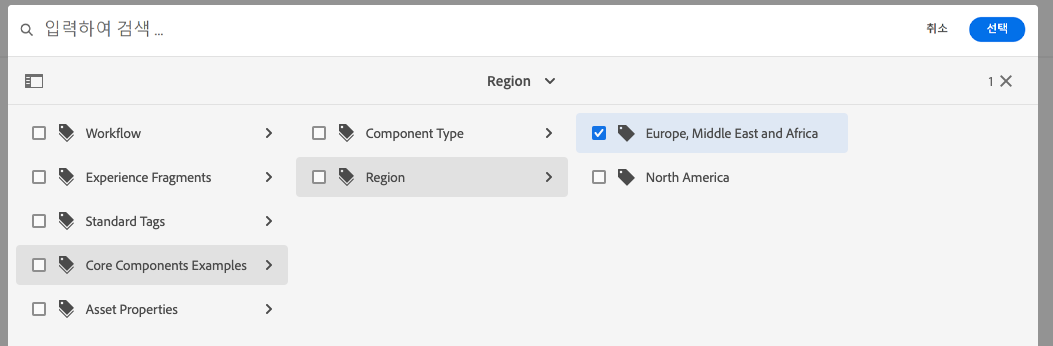 입력하여 검색 ...
취소
선택
Region
1
Workflow
Experience Fragments
Standard Tags
Core Components Examples
Asset Properties
Component Type
Region
Europe, Middle East and Africa
North America